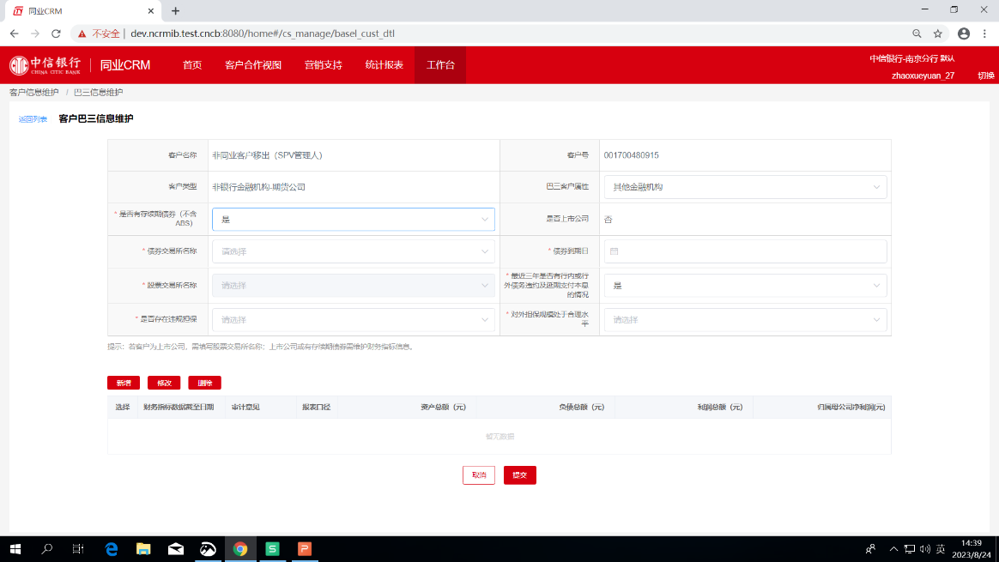 同业CRM
不安全 dev.ncrmib.test.cncb:8080/home#/cs_manage/basel_cust_dtl
中信银行 CHINA CITIC BANK 同业CRM 首页 客户合作视图 营销支持 统计报表 工作台
中信银行-南京分行 默认
zhaoxueyuan_27 切换
客户信息维护 / 巴三信息维护
返回列表 客户巴三信息维护
客户名称 非同业客户移出（SPV管理人） 客户号 001700480915
客户类型 非银行金融机构-期货公司 巴三客户属性 其他金融机构
* 是否有存续期债券（不含
ABS） 是 是否上市公司 否
* 债券交易所名称 请选择 * 债券到期日
* 股票交易所名称 请选择 * 最近三年是否有行内或行
外债务违约及延期支付本息
的情况 是
* 是否存在违规担保 请选择 * 对外担保规模处于合理水
平 请选择
提示：若客户为上市公司，需填写股票交易所名称；上市公司或有存续期债券需维护财务指标信息。
新增 修改 删除
选择 财务指标数据截至日期 审计意见 报表口径 资产总额（元） 负债总额（元） 利润总额（元） 归属母公司净利润(元)
暂无数据
取消 提交
英
14:39
2023/8/24